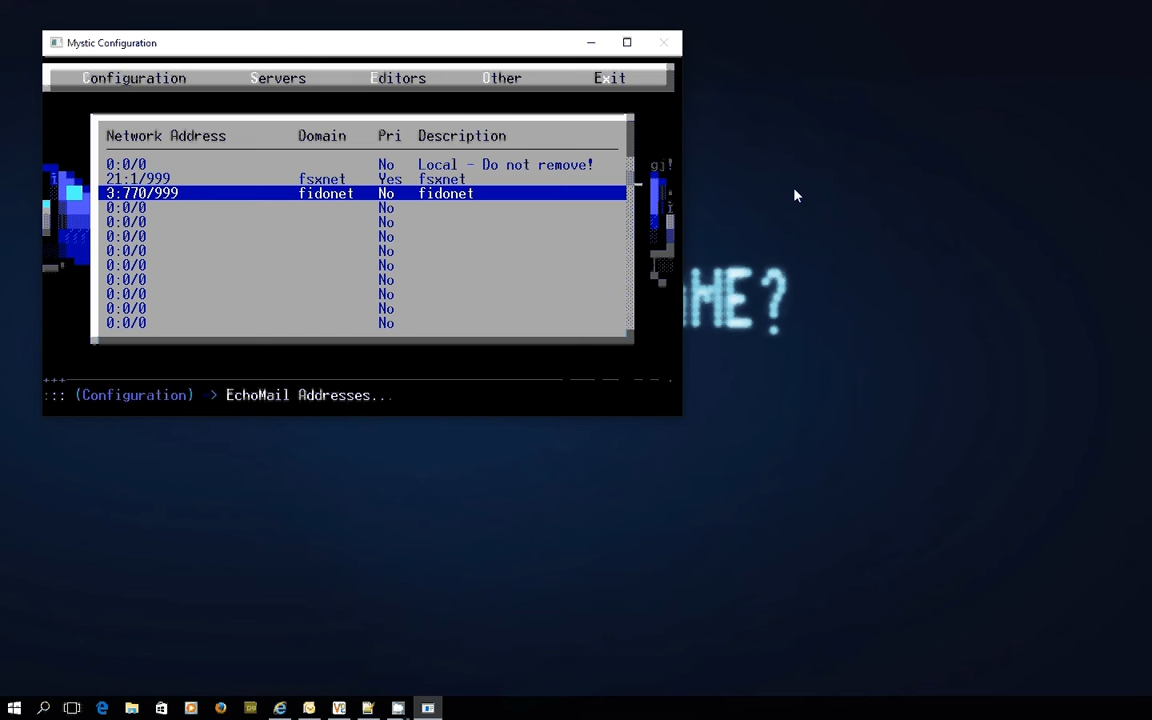 Mystic Configuration
Configuration Servers Editors Other Exit
Network Address Domain Pri Description
0:0/0 No Local - Do not remove!
21:1/999 fsxnet Yes fsxnet
3:770/999 fidonet No fidonet
0:0/0 No
0:0/0 No
0:0/0 No
0:0/0 No
0:0/0 No
0:0/0 No
0:0/0 No
0:0/0 No
0:0/0 No
ME?
::: (Configuration) -> EchoMail Addresses...